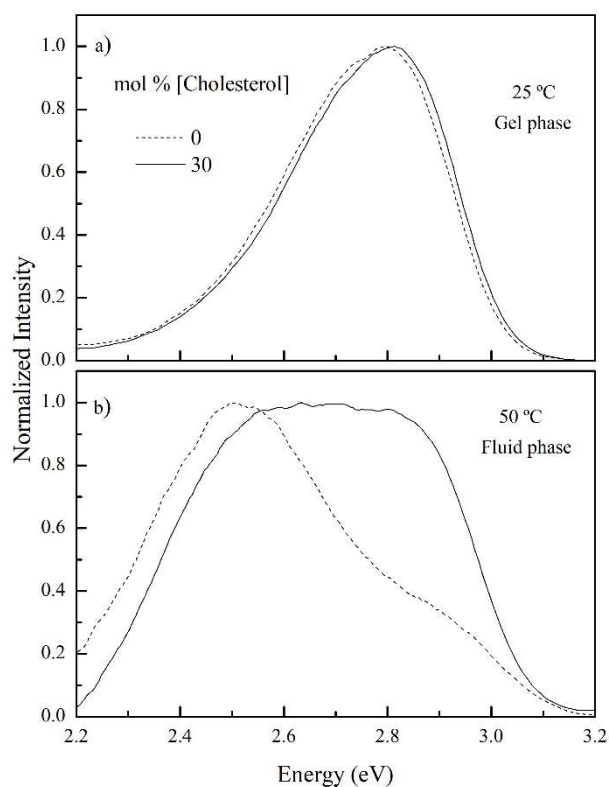 a)
mol % [Cholesterol]
0
30
25 ºC
Gel phase
1.0
0.8
0.6
0.4
0.2
0.0
b)
50 ºC
Fluid phase
1.0
0.8
0.6
0.4
0.2
0.0
2.2 2.4 2.6 2.8 3.0 3.2
Normalized Intensity
Energy (eV)